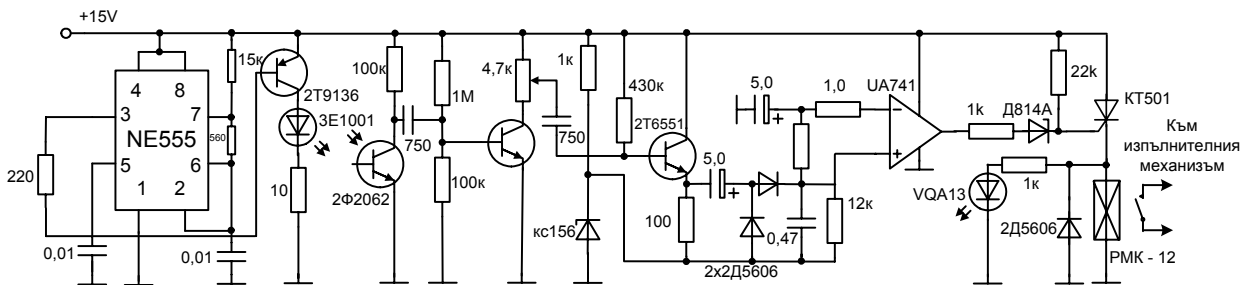 +15V
4 8
3 7
NE555
5 6
1 2
220
0,01
0,01
15к
560
2Т9136
3Е1001
10
100к
750
2Ф2062
1М
100к
4,7к
750
1к
кс156
430к
2Т6551
5,0
+
100
2х2Д5606
0,47
5,0
+
1,0
12к
UA741
−
+
1k
Д814А
22k
КТ501
VQA13
1к
2Д5606
РМК - 12
Към
изпълнителния
механизъм